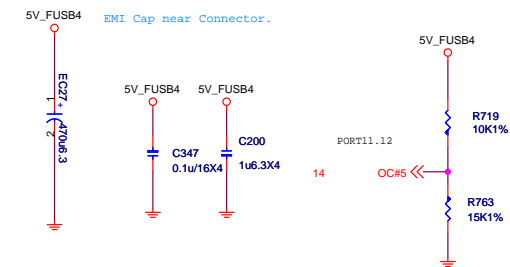 5V_FUSB4
EMI Cap near Connector.
1
EC27
+
2
470u6.3
5V_FUSB4
C347
0.1u/16X4
5V_FUSB4
C200
1u6.3X4
5V_FUSB4
R719
10K1%
PORT11.12
14
OC#5
R763
15K1%